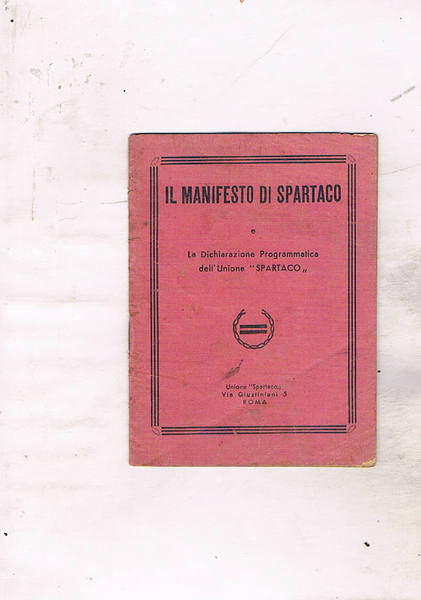 IL MANIFESTO DI SPARTACO
e
La Dichiarazione Programmatica
dell'Unione "SPARTACO„
Unione "Spartaco„
Via Giustiniani 5
ROMA